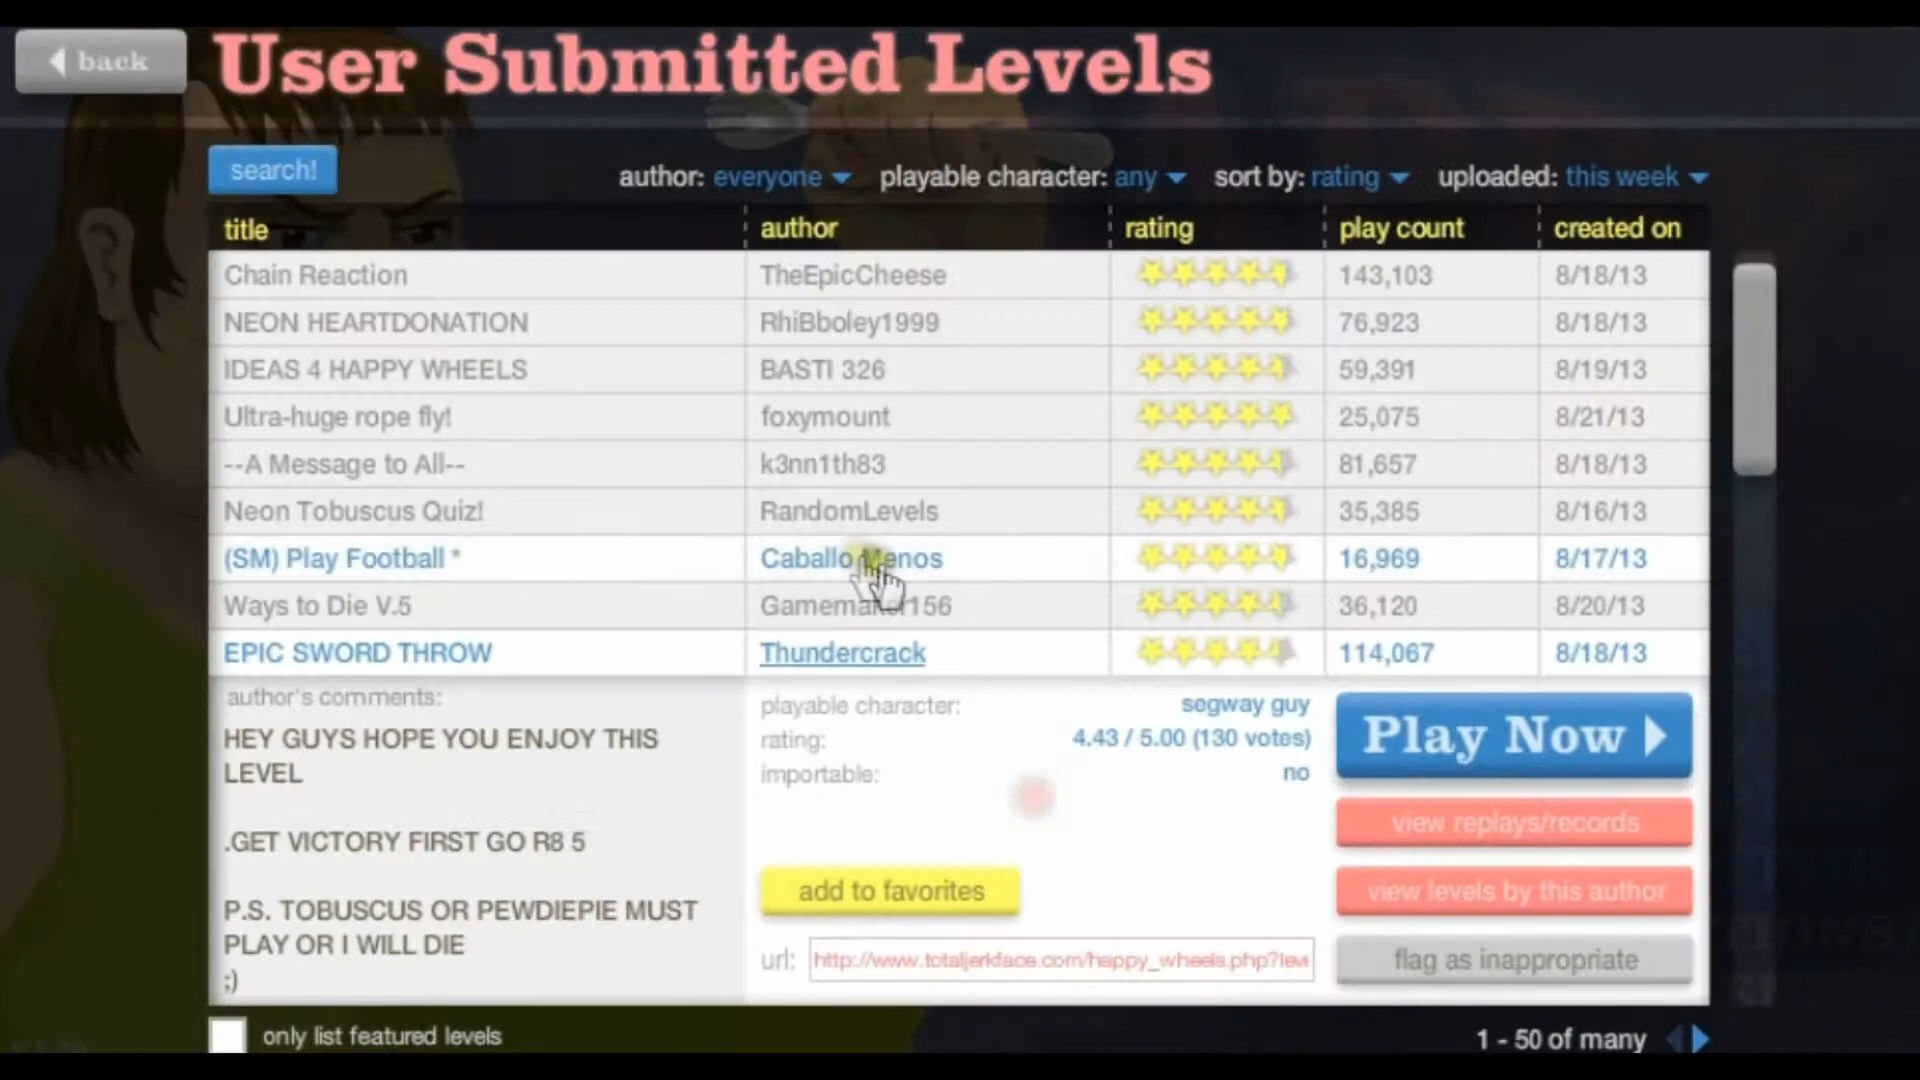 back
User Submitted Levels
search!
author: everyone playable character: any sort by: rating uploaded: this week
title author rating play count created on
Chain Reaction TheEpicCheese 143,103 8/18/13
NEON HEARTDONATION RhiBboley1999 76,923 8/18/13
IDEAS 4 HAPPY WHEELS BASTI 326 59,391 8/19/13
Ultra-huge rope fly! foxymount 25,075 8/21/13
--A Message to All-- k3nn1th83 81,657 8/18/13
Neon Tobuscus Quiz! RandomLevels 35,385 8/16/13
(SM) Play Football * Caballo Menos 16,969 8/17/13
Ways to Die V.5 Gamemaker156 36,120 8/20/13
EPIC SWORD THROW Thundercrack 114,067 8/18/13
author's comments:
HEY GUYS HOPE YOU ENJOY THIS
LEVEL
.GET VICTORY FIRST GO R8 5
P.S. TOBUSCUS OR PEWDIEPIE MUST
PLAY OR I WILL DIE
;)
playable character: segway guy
rating: 4.43 / 5.00 (130 votes)
importable: no
add to favorites
url: http://www.totaljerkface.com/happy_wheels.php?leve
Play Now
view replays/records
view levels by this author
flag as inappropriate
only list featured levels
1 - 50 of many